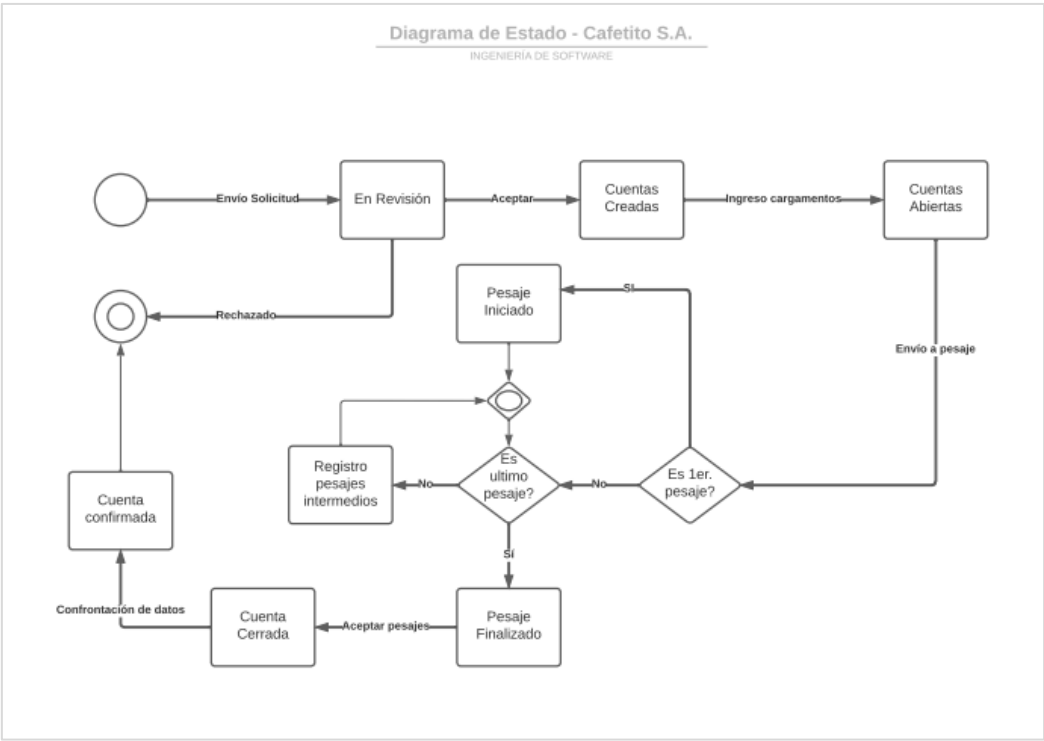 Diagrama de Estado - Cafetito S.A.
INGENIERÍA DE SOFTWARE
Envío Solicitud
En Revisión
Aceptar
Cuentas
Creadas
Ingreso cargamentos
Cuentas
Abiertas
Rechazado
Pesaje
Iniciado
SI
Envío a pesaje
Registro
pesajes
intermedios
No
Es
ultimo
pesaje?
No
Es 1er.
pesaje?
Cuenta
confirmada
Sí
Confrontación de datos
Cuenta
Cerrada
Aceptar pesajes
Pesaje
Finalizado